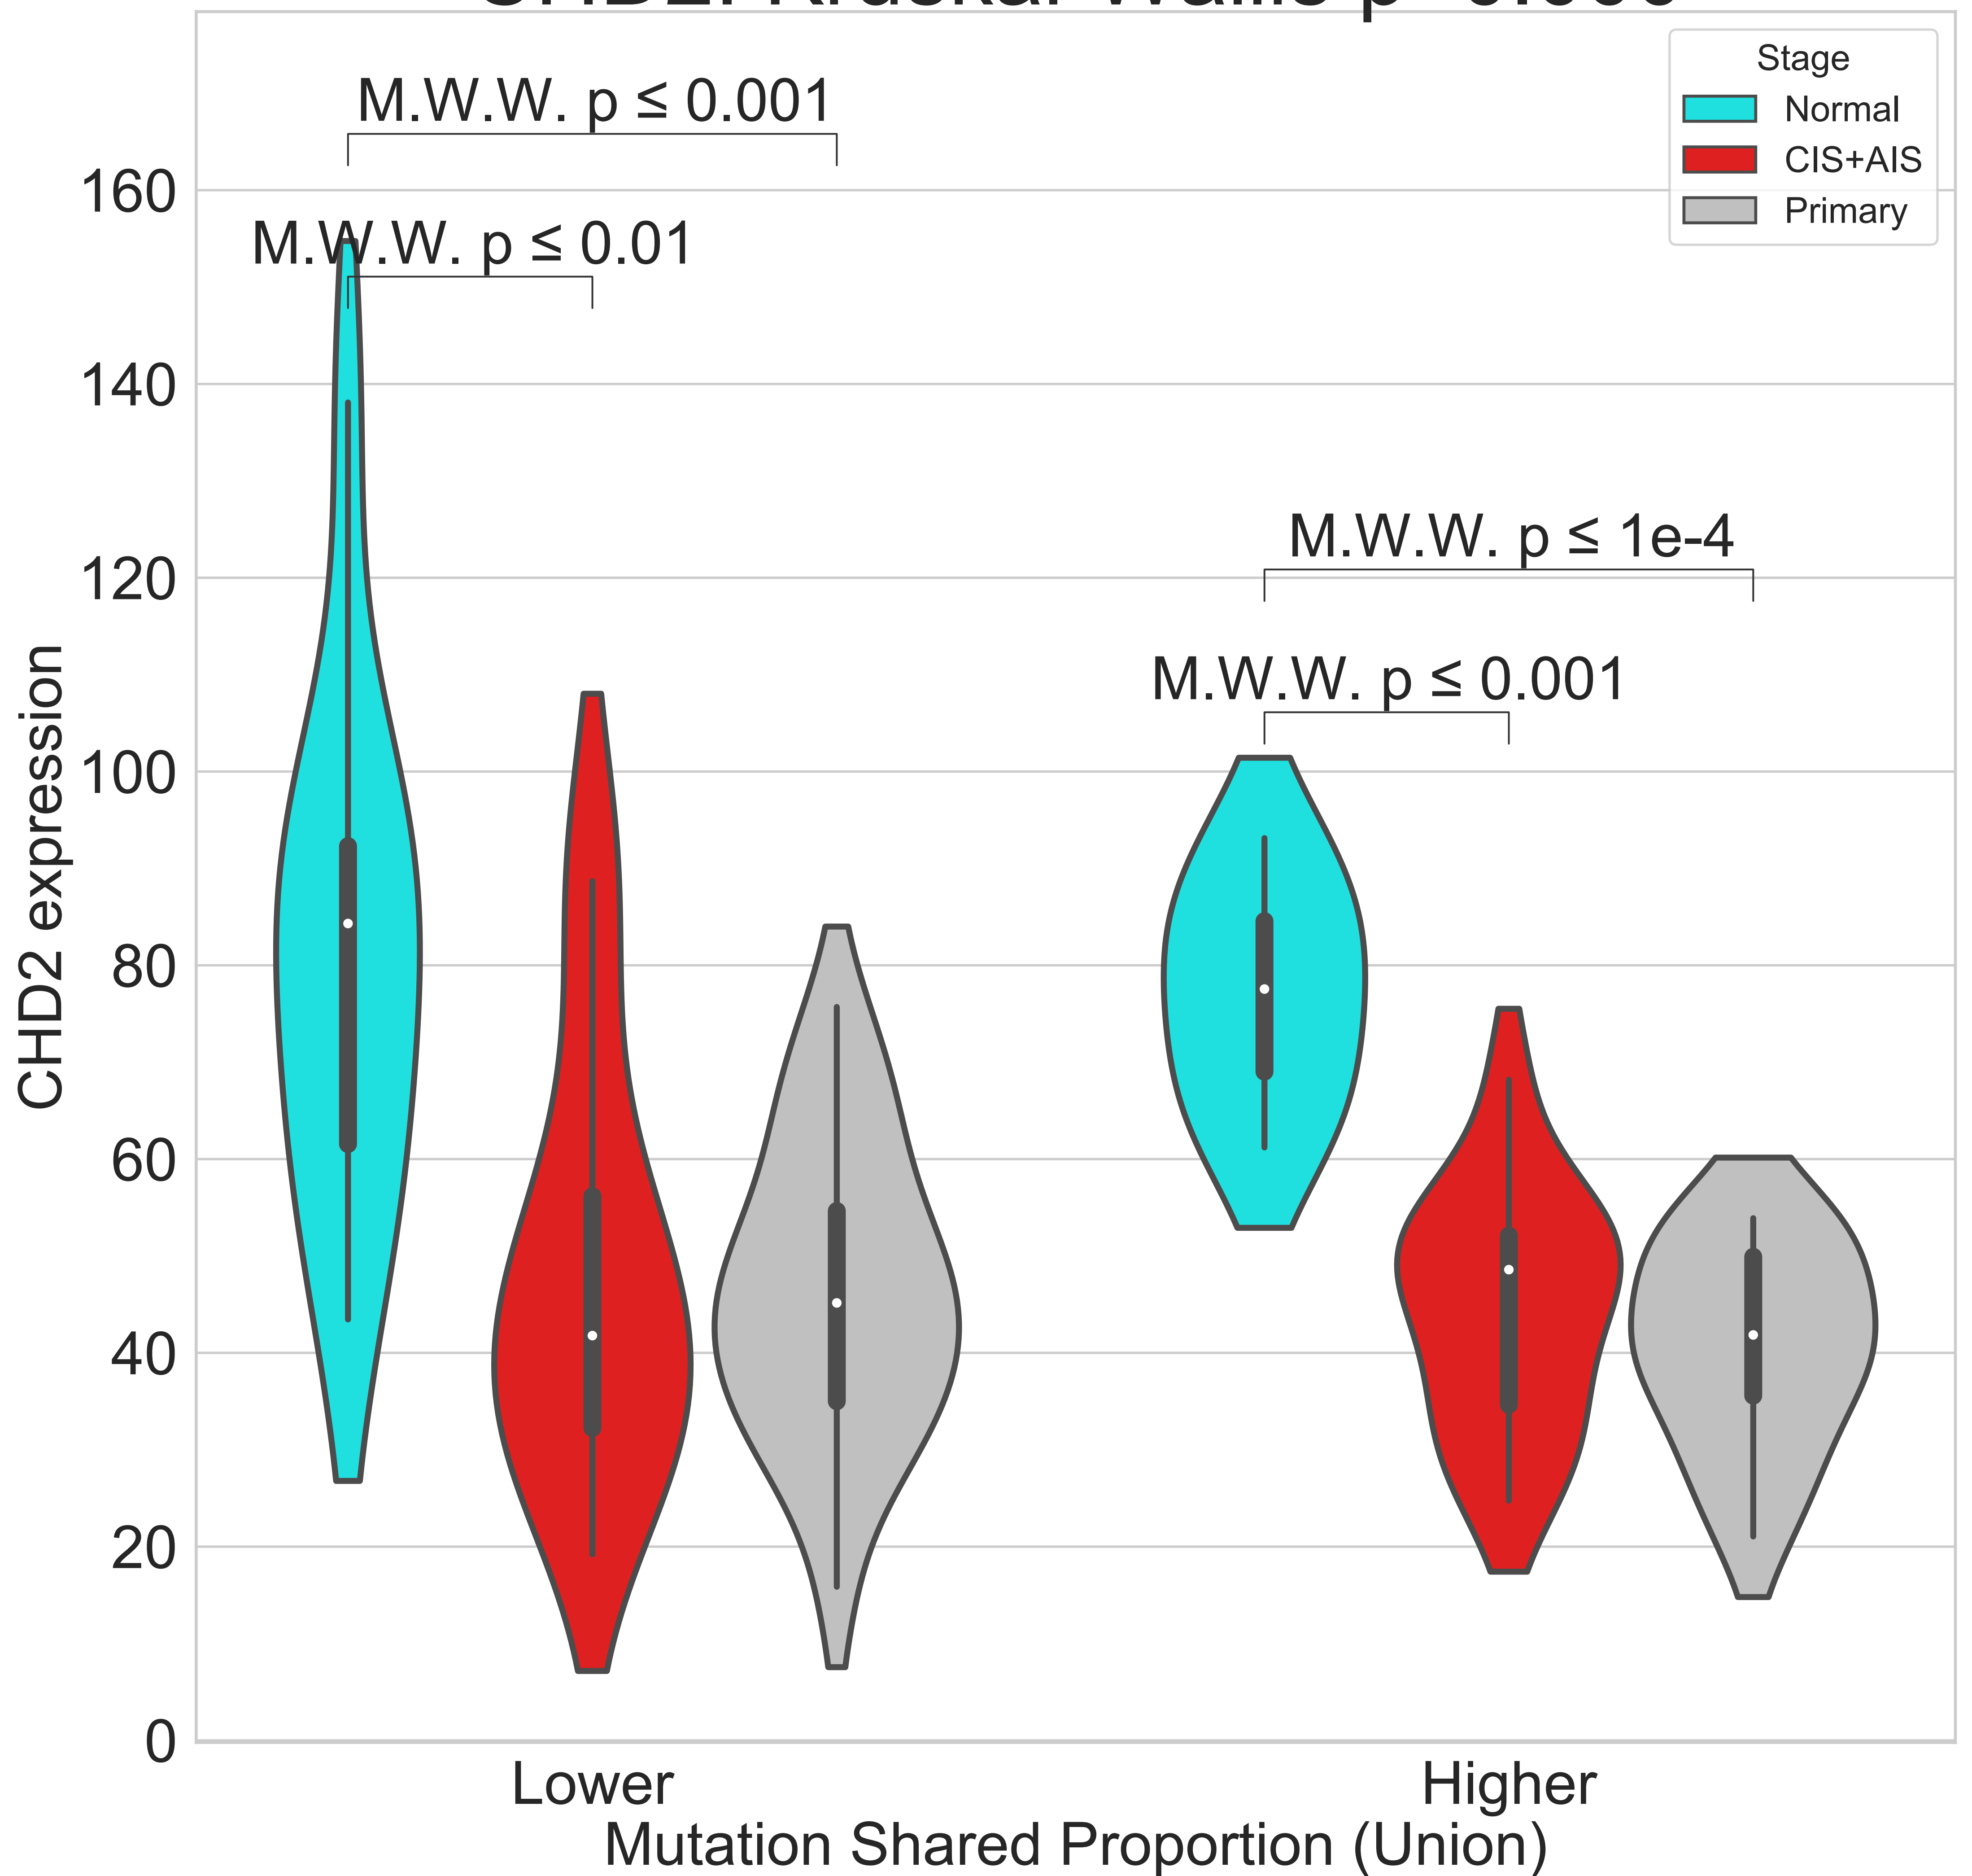 Stage
Normal
CIS+AIS
Primary
M.W.W. p ≤ 0.001
M.W.W. p ≤ 0.01
M.W.W. p ≤ 1e-4
M.W.W. p ≤ 0.001
CHD2 expression
160
140
120
100
80
60
40
20
0
Lower
Higher
Mutation Shared Proportion (Union)